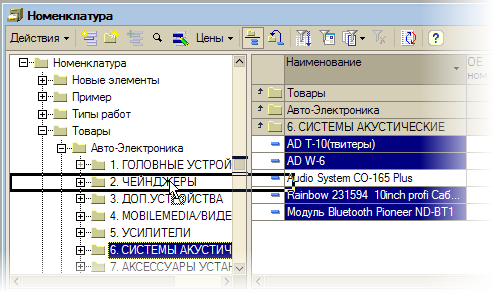 Номенклатура
Действия Цены ?
Номенклатура
Новые элементы
Пример
Типы работ
Товары
Авто-Электроника
1. ГОЛОВНЫЕ УСТРОЙ
2. ЧЕЙНДЖЕРЫ
3. ДОП.УСТРОЙСТВА
4. MOBILEMEDIA/ВИДЕ
5. УСИЛИТЕЛИ
6. СИСТЕМЫ АКУСТИЧ
7. АКСЕССУАРЫ УСТАН
Наименование
Товары
Авто-Электроника
6. СИСТЕМЫ АКУСТИЧЕСКИЕ
AD T-10(твитеры)
AD W-6
Audio System CO-165 Plus
Rainbow 231594 10inch profi Саб...
Модуль Bluetooth Pioneer ND-BT1